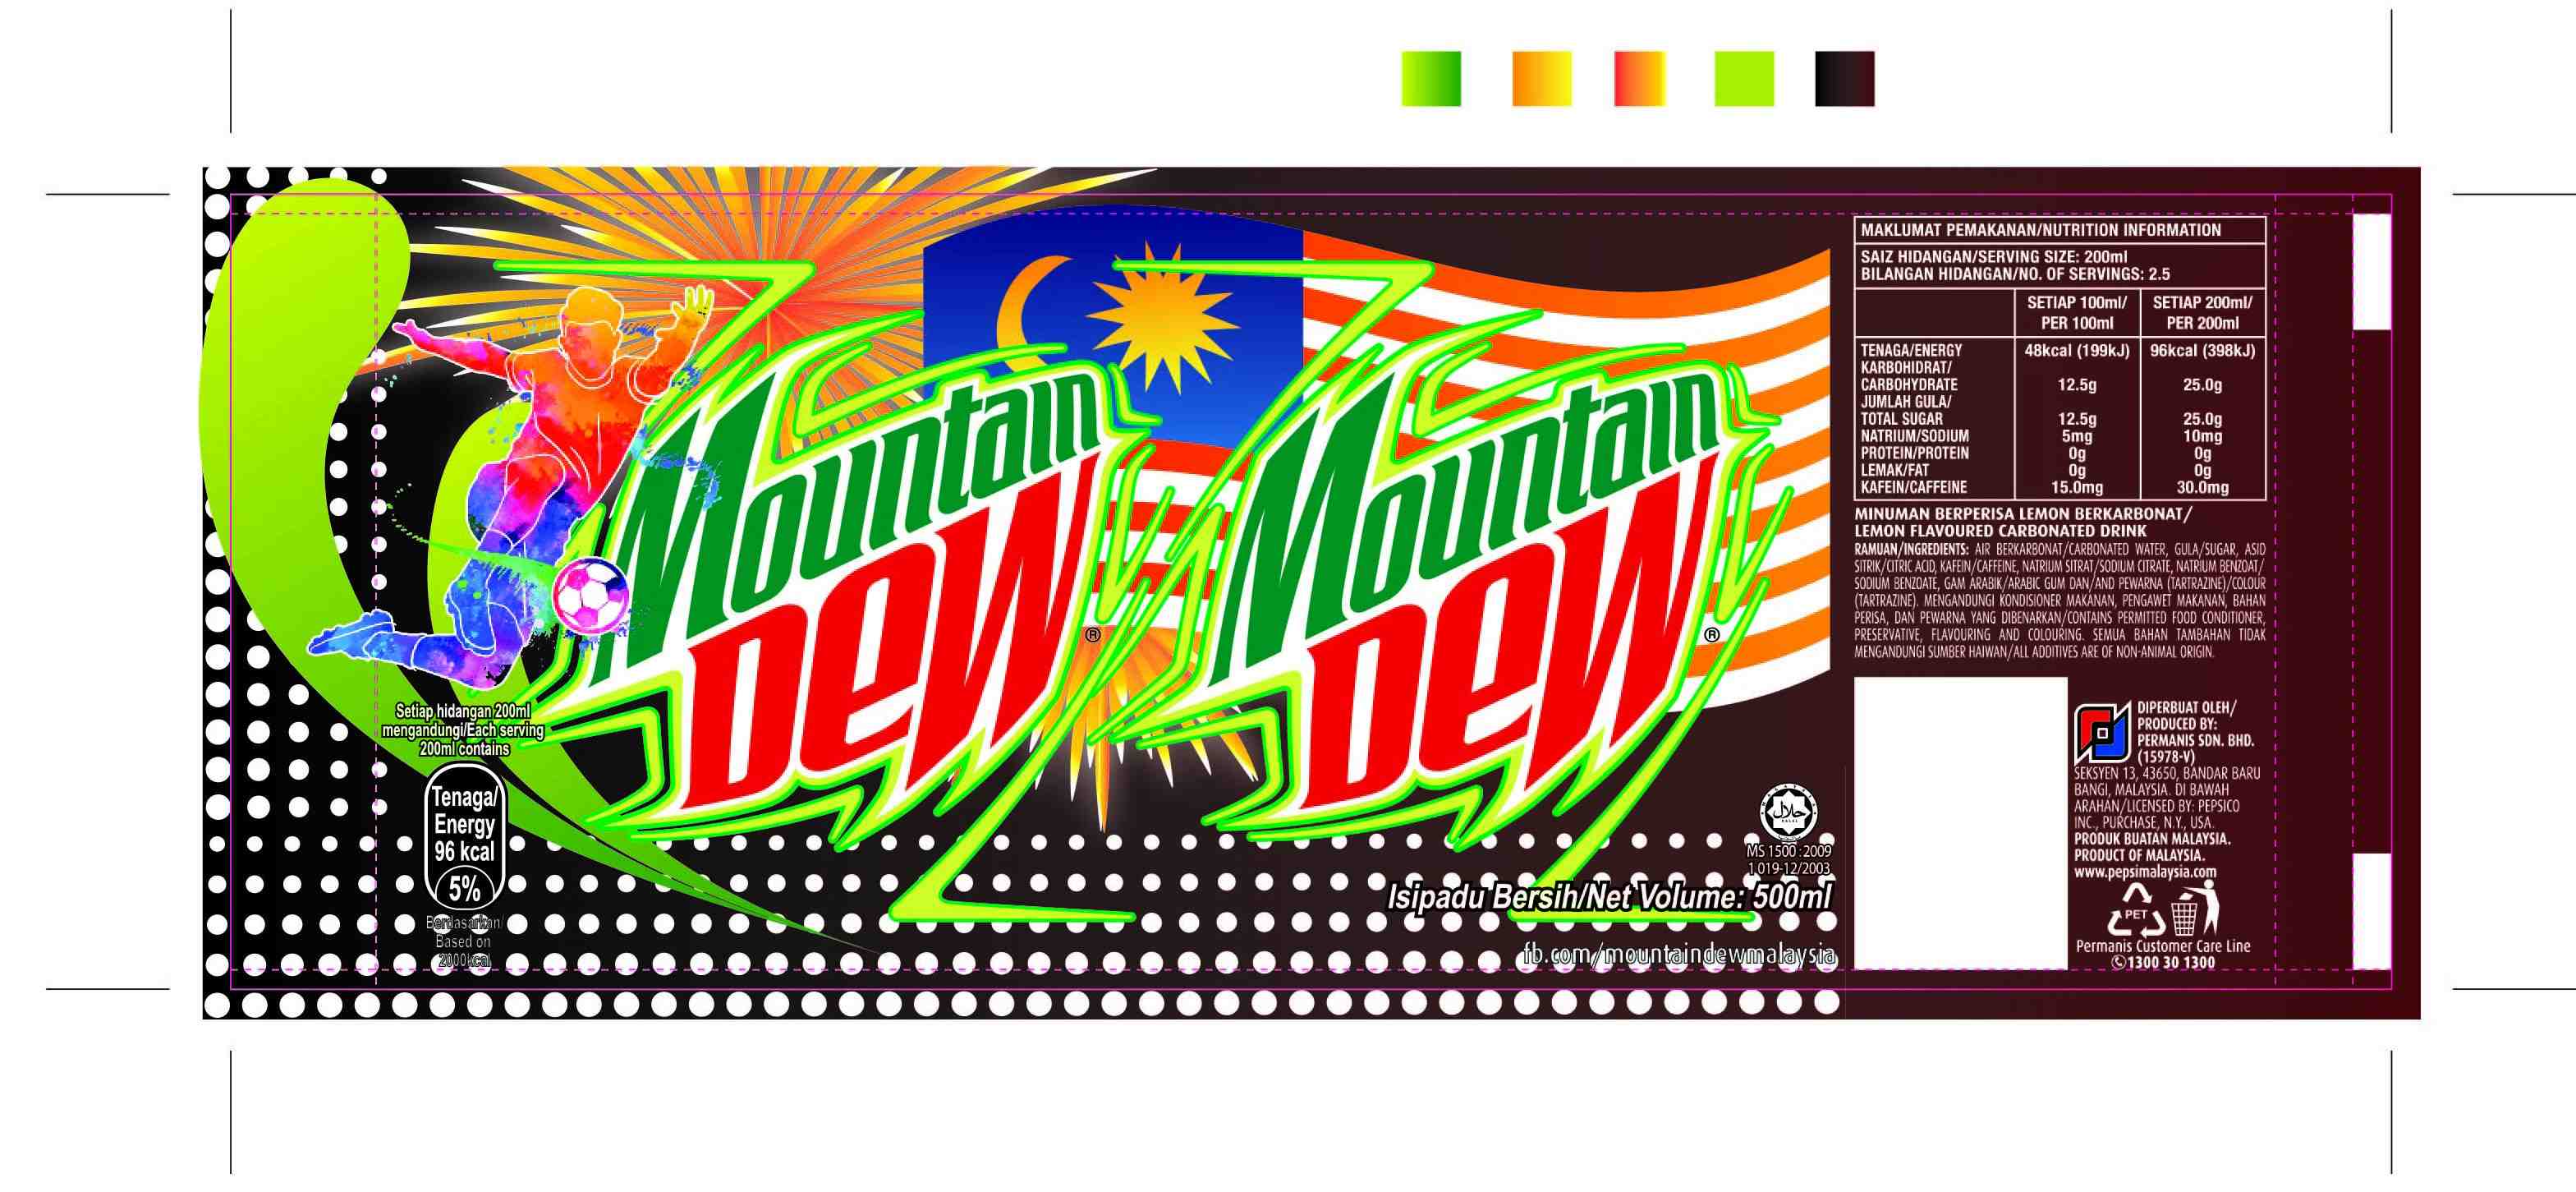 Mountain
Dew
®
Mountain
Dew
®
Setiap hidangan 200ml
mengandungi/Each serving
200ml contains
Tenaga/
Energy
96 kcal
5%
Berdasarkan/
Based on
2000kcal
حلال
HALAL
MS 1500 :2009
1 019-12/2003
Isipadu Bersih/Net Volume: 500ml
fb.com/mountaindewmalaysia
MAKLUMAT PEMAKANAN/NUTRITION INFORMATION
SAIZ HIDANGAN/SERVING SIZE: 200ml
BILANGAN HIDANGAN/NO. OF SERVINGS: 2.5
SETIAP 100ml/ SETIAP 200ml/
PER 100ml PER 200ml
TENAGA/ENERGY 48kcal (199kJ) 96kcal (398kJ)
KARBOHIDRAT/
CARBOHYDRATE 12.5g 25.0g
JUMLAH GULA/
TOTAL SUGAR 12.5g 25.0g
NATRIUM/SODIUM 5mg 10mg
PROTEIN/PROTEIN 0g 0g
LEMAK/FAT 0g 0g
KAFEIN/CAFFEINE 15.0mg 30.0mg
MINUMAN BERPERISA LEMON BERKARBONAT/
LEMON FLAVOURED CARBONATED DRINK
RAMUAN/INGREDIENTS: AIR BERKARBONAT/CARBONATED WATER, GULA/SUGAR, ASID
SITRIK/CITRIC ACID, KAFEIN/CAFFEINE, NATRIUM SITRAT/SODIUM CITRATE, NATRIUM BENZOAT/
SODIUM BENZOATE, GAM ARABIK/ARABIC GUM DAN/AND PEWARNA (TARTRAZINE)/COLOUR
(TARTRAZINE). MENGANDUNGI KONDISIONER MAKANAN, PENGAWET MAKANAN, BAHAN
PERISA, DAN PEWARNA YANG DIBENARKAN/CONTAINS PERMITTED FOOD CONDITIONER,
PRESERVATIVE, FLAVOURING AND COLOURING. SEMUA BAHAN TAMBAHAN TIDAK
MENGANDUNGI SUMBER HAIWAN/ALL ADDITIVES ARE OF NON-ANIMAL ORIGIN.
DIPERBUAT OLEH/
PRODUCED BY:
PERMANIS SDN. BHD.
(15978-V)
SEKSYEN 13, 43650, BANDAR BARU
BANGI, MALAYSIA. DI BAWAH
ARAHAN/LICENSED BY: PEPSICO
INC., PURCHASE, N.Y., USA.
PRODUK BUATAN MALAYSIA.
PRODUCT OF MALAYSIA.
www.pepsimalaysia.com
PET
Permanis Customer Care Line
1300 30 1300